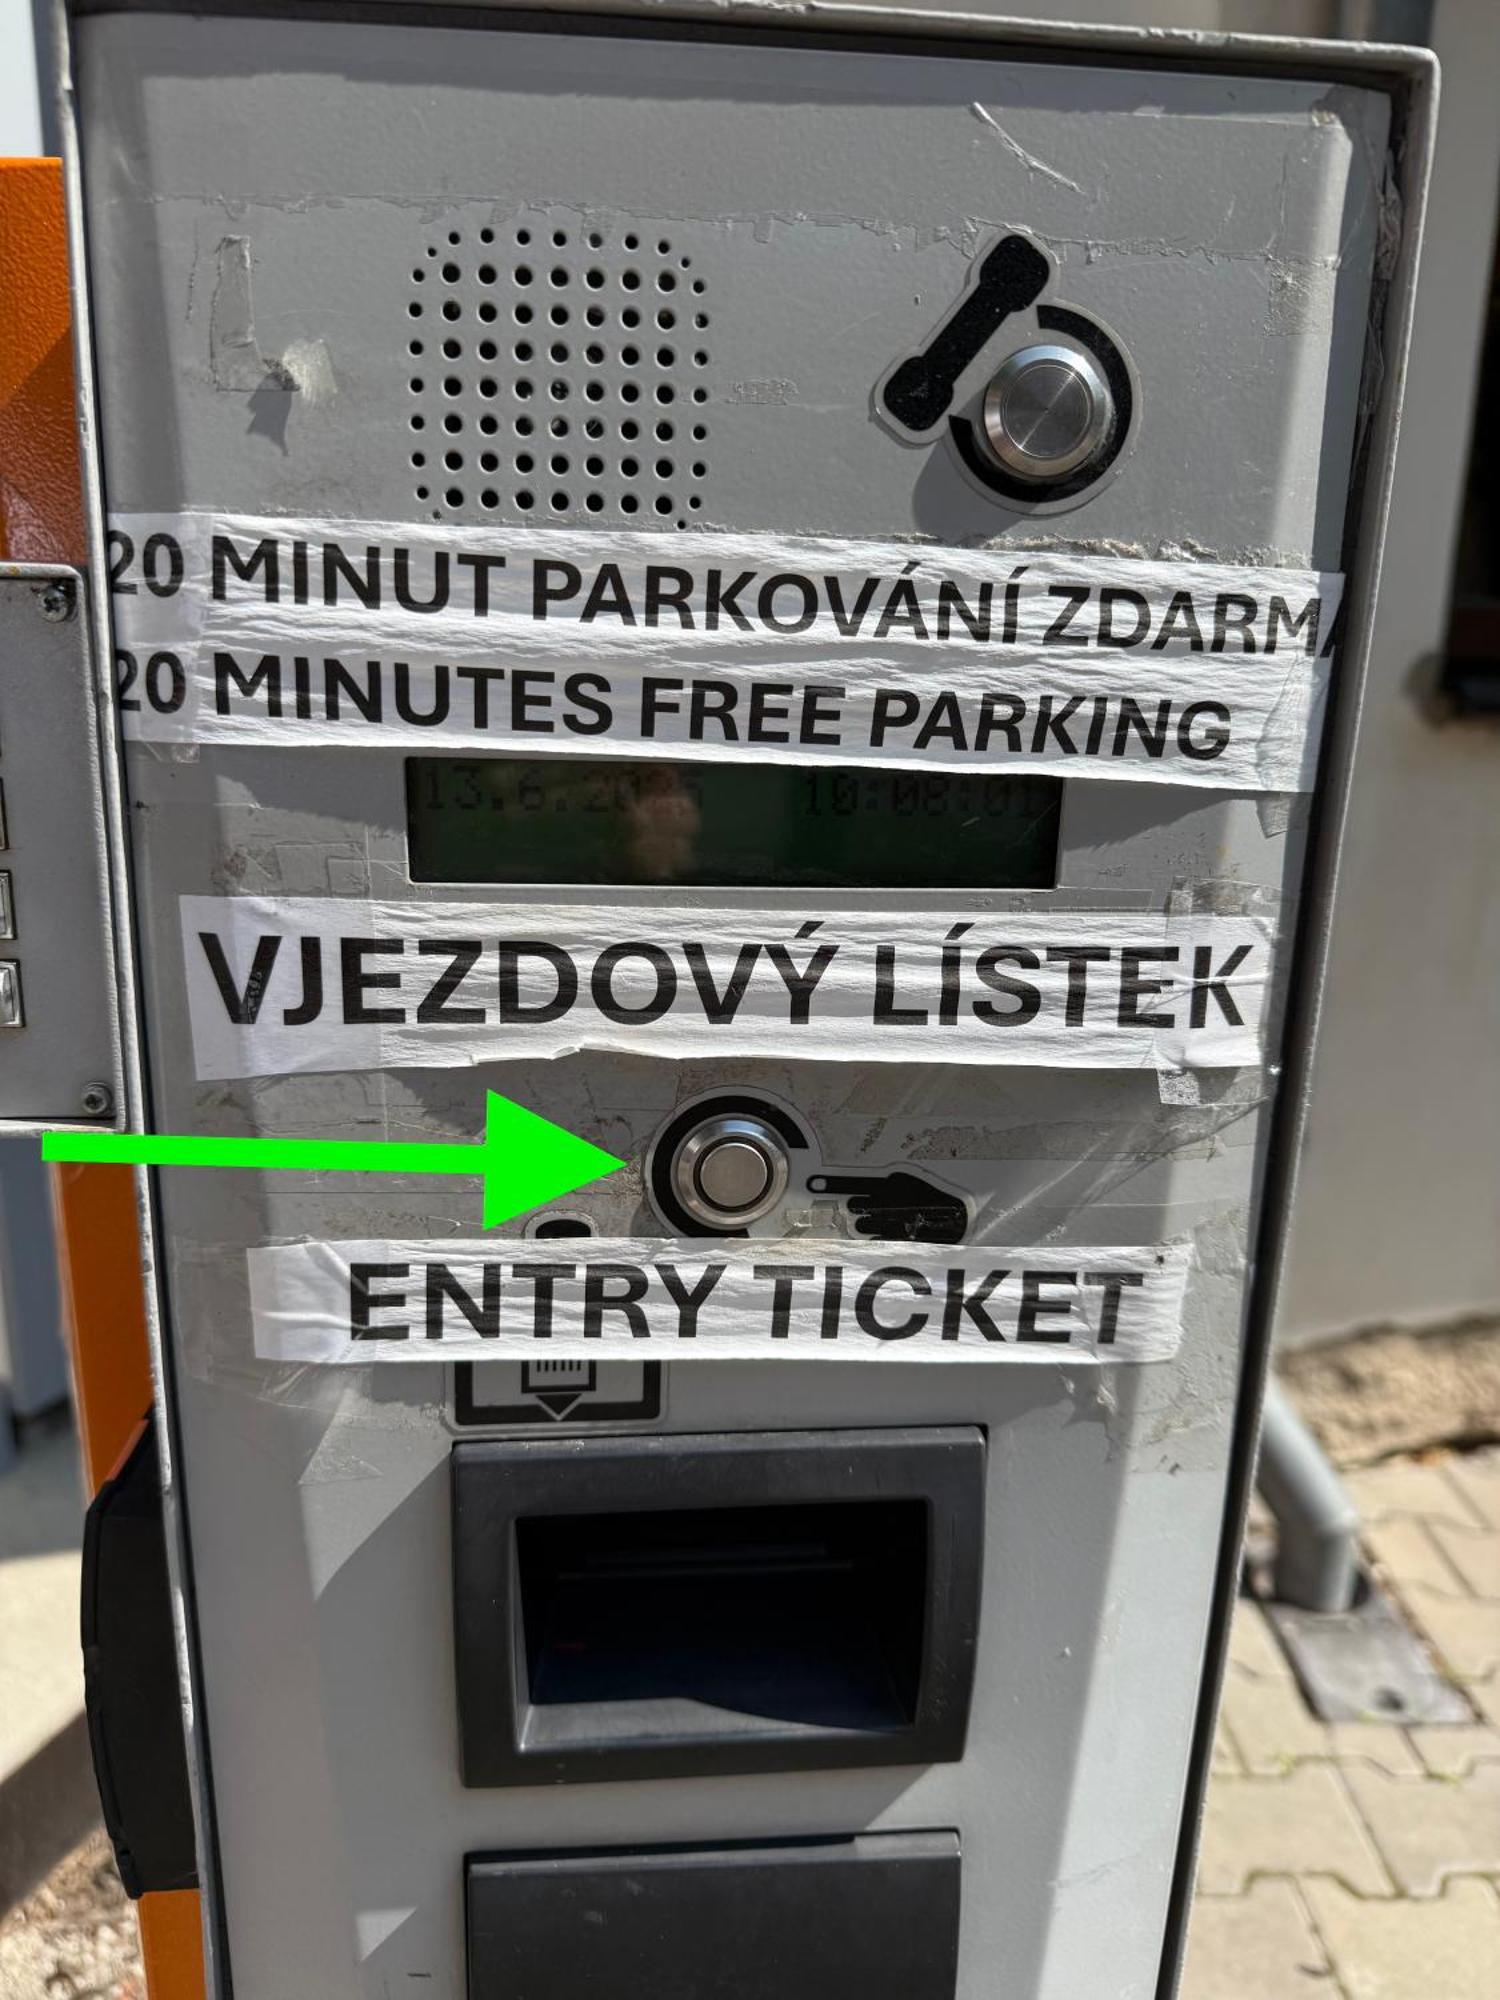 20 MINUT PARKOVÁNÍ ZDARMA
20 MINUTES FREE PARKING
10:08:01
VJEZDOVÝ LÍSTEK
ENTRY TICKET